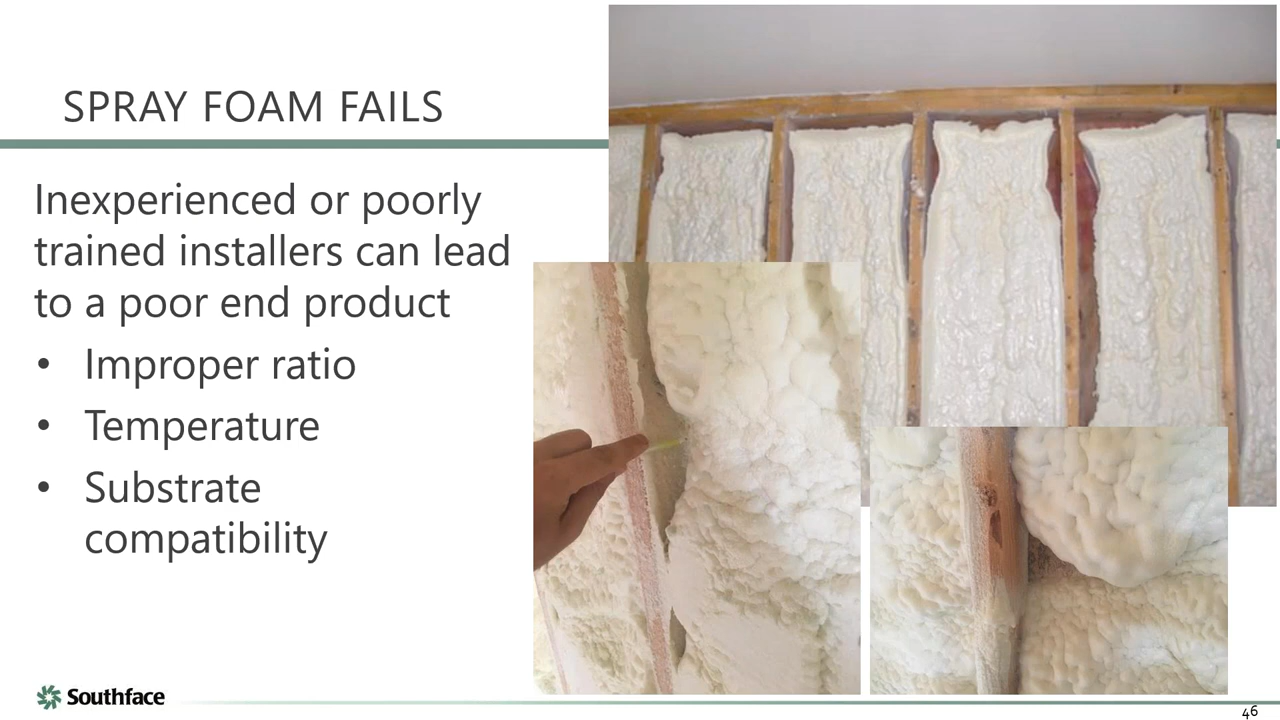 SPRAY FOAM FAILS
Inexperienced or poorly
trained installers can lead
to a poor end product
• Improper ratio
• Temperature
• Substrate
compatibility
Southface
46